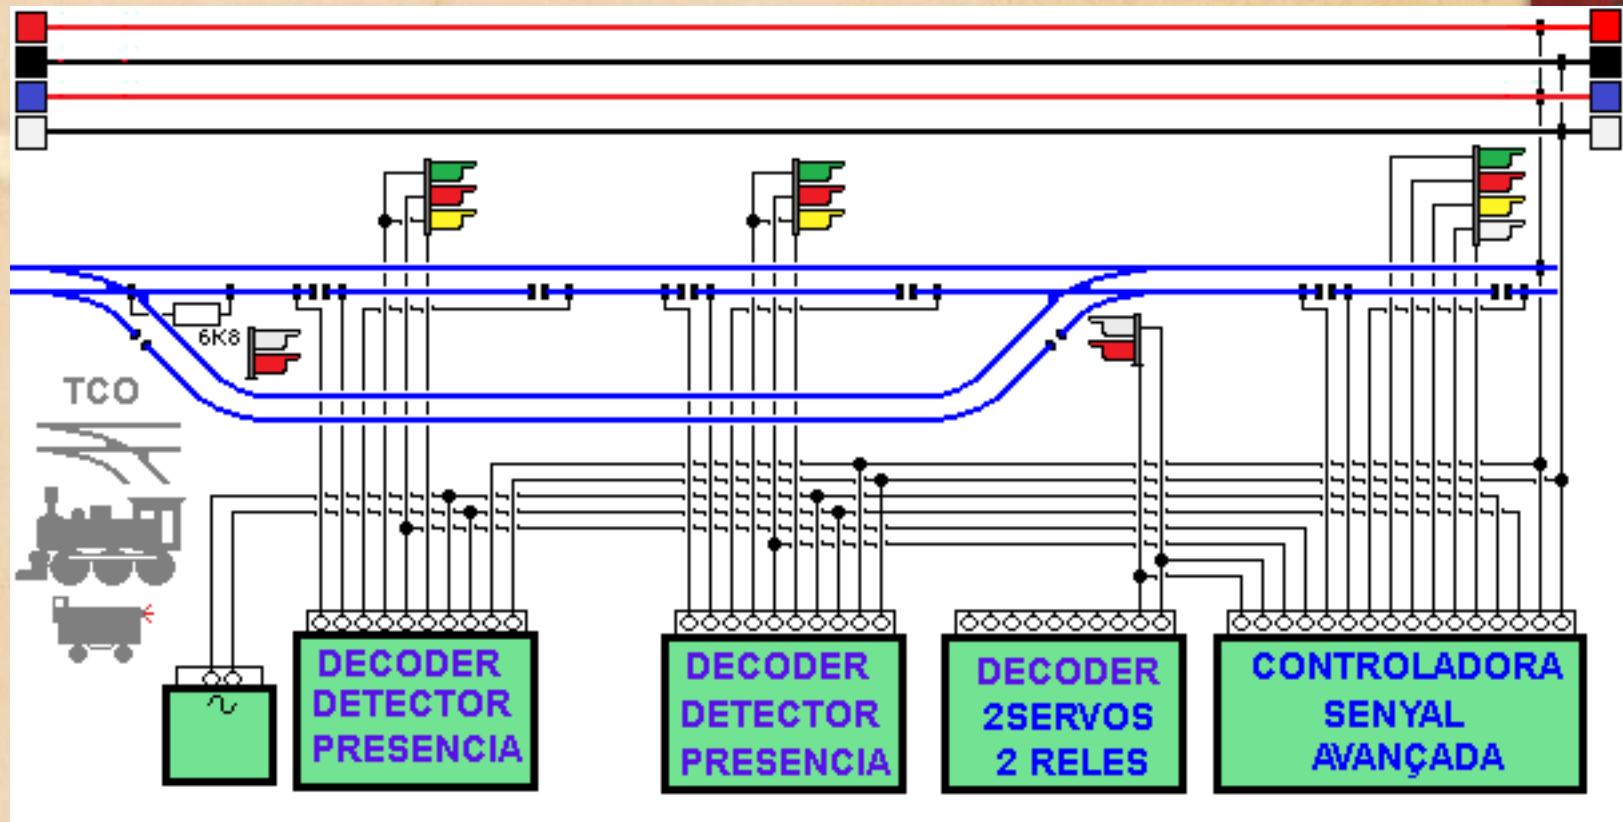 6K8
TCO
DECODER
DETECTOR
PRESENCIA
DECODER
DETECTOR
PRESENCIA
DECODER
2SERVOS
2 RELES
CONTROLADORA
SENYAL
AVANÇADA